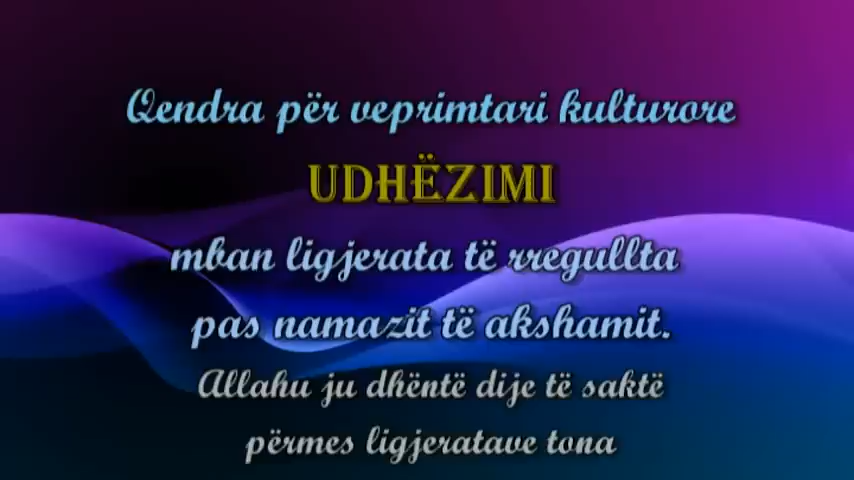 Qendra për veprimtari kulturore
UDHËZIMI
mban ligjerata të rregullta
pas namazit të akshamit.
Allahu ju dhëntë dije të saktë
përmes ligjeratave tona